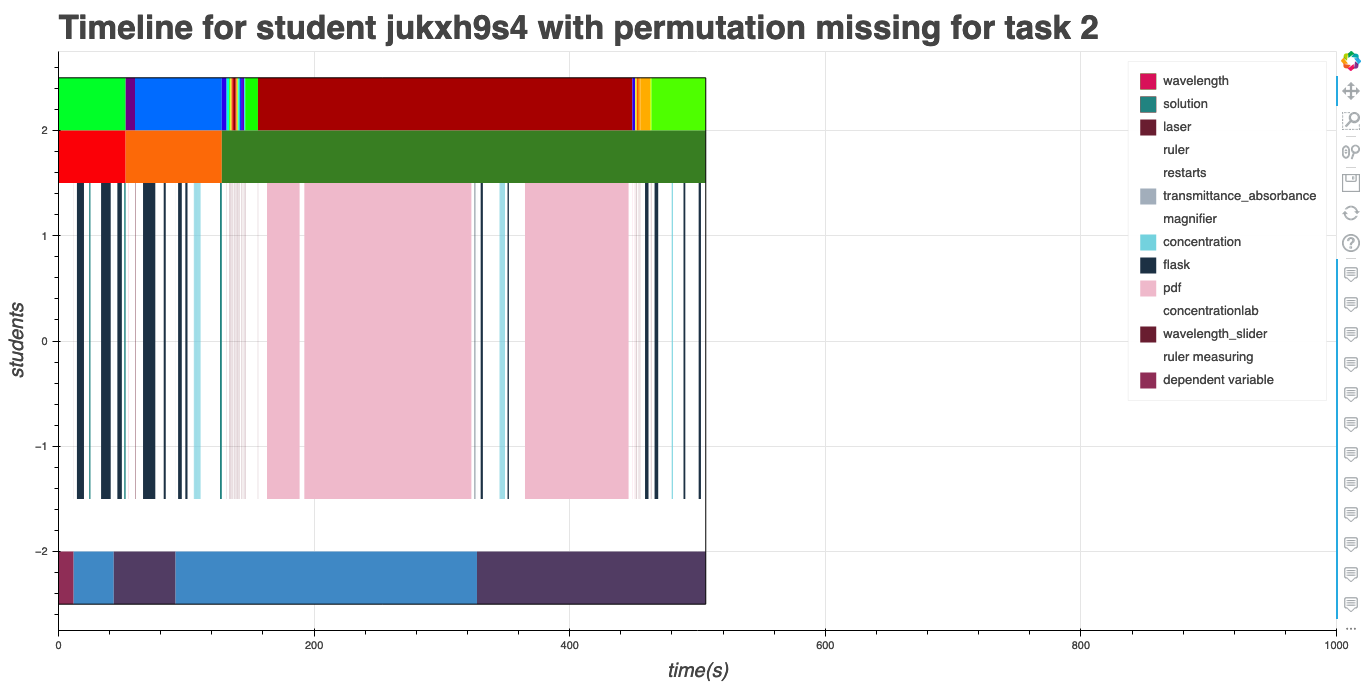 Timeline for student jukxh9s4 with permutation missing for task 2
wavelength
solution
laser
ruler
restarts
transmittance_absorbance
magnifier
concentration
flask
pdf
concentrationlab
wavelength_slider
ruler measuring
dependent variable
students
2
1
0
−1
−2
0
200
400
600
800
1000
time(s)